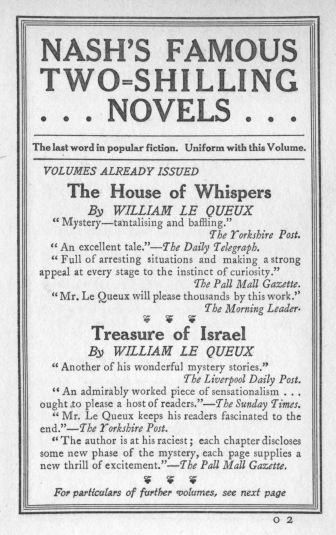 NASH'S FAMOUS
TWO=SHILLING
. . . NOVELS . . .
The last word in popular fiction. Uniform with this Volume.
VOLUMES ALREADY ISSUED
The House of Whispers
By WILLIAM LE QUEUX
"Mystery—tantalising and baffling."
The Yorkshire Post.
"An excellent tale."—The Daily Telegraph.
"Full of arresting situations and making a strong
appeal at every stage to the instinct of curiosity."
The Pall Mall Gazette.
"Mr. Le Queux will please thousands by this work."
The Morning Leader.
Treasure of Israel
By WILLIAM LE QUEUX
"Another of his wonderful mystery stories."
The Liverpool Daily Post.
"An admirably worked piece of sensationalism . . .
ought to please a host of readers."—The Sunday Times.
"Mr. Le Queux keeps his readers fascinated to the
end."—The Yorkshire Post.
"The author is at his raciest; each chapter discloses
some new phase of the mystery, each page supplies a
new thrill of excitement."—The Pall Mall Gazette.
For particulars of further volumes, see next page
O 2